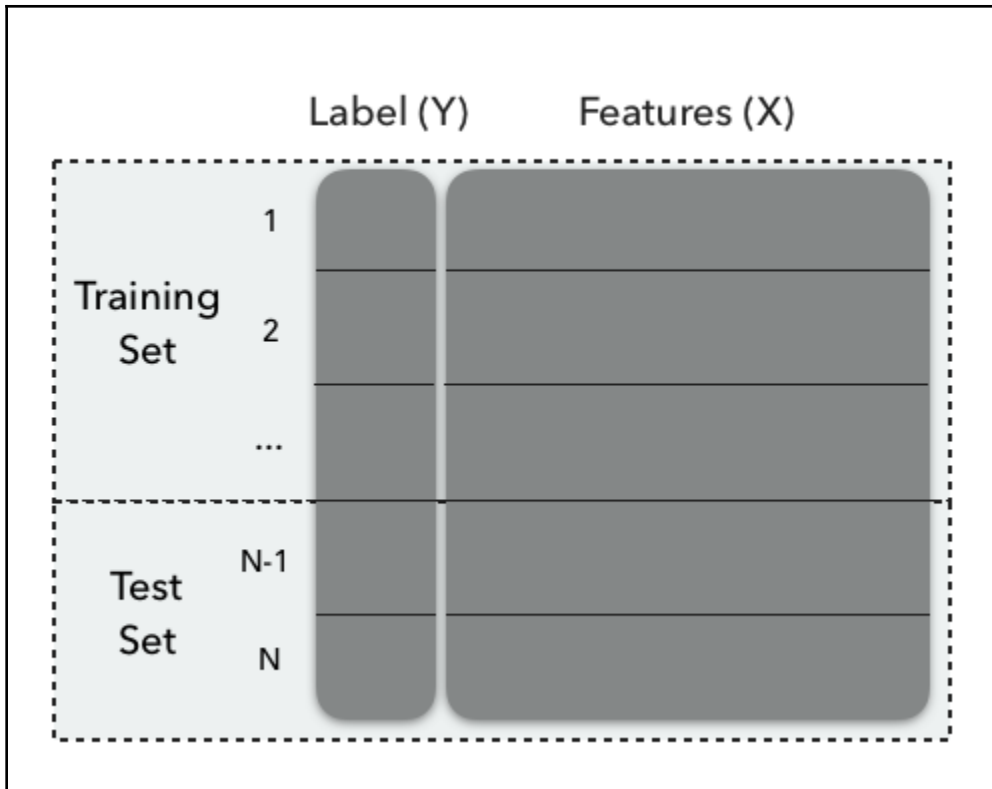 Label (Y) Features (X)
1
Training
Set
2
...
N-1
Test
Set
N